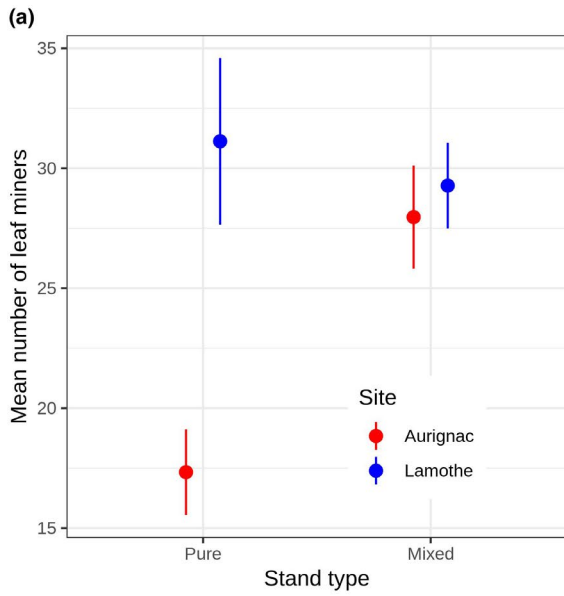 (a)
Mean number of leaf miners
35
30
25
20
15
Site
Aurignac
Lamothe
Pure
Mixed
Stand type